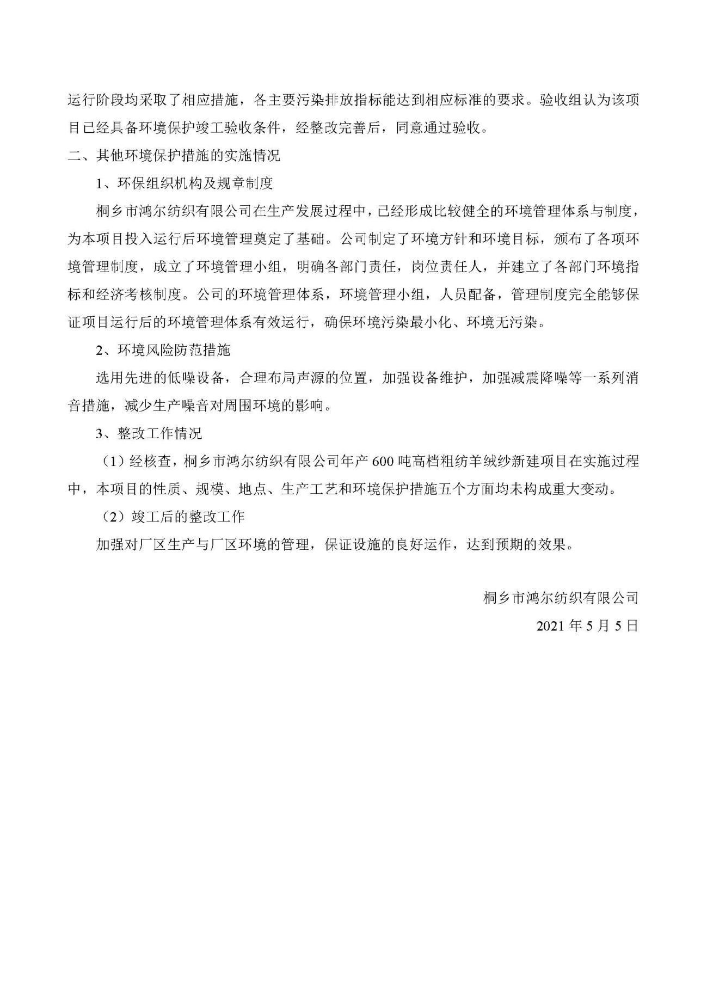 运行阶段均采取了相应措施，各主要污染排放指标能达到相应标准的要求。验收组认为该项
目已经具备环境保护竣工验收条件，经整改完善后，同意通过验收。
二、其他环境保护措施的实施情况
1、环保组织机构及规章制度
桐乡市鸿尔纺织有限公司在生产发展过程中，已经形成比较健全的环境管理体系与制度，
为本项目投入运行后环境管理奠定了基础。公司制定了环境方针和环境目标，颁布了各项环
境管理制度，成立了环境管理小组，明确各部门责任，岗位责任人，并建立了各部门环境指
标和经济考核制度。公司的环境管理体系，环境管理小组，人员配备，管理制度完全能够保
证项目运行后的环境管理体系有效运行，确保环境污染最小化、环境无污染。
2、环境风险防范措施
选用先进的低噪设备，合理布局声源的位置，加强设备维护，加强减震降噪等一系列消
音措施，减少生产噪音对周围环境的影响。
3、整改工作情况
（1）经核查，桐乡市鸿尔纺织有限公司年产 600 吨高档粗纺羊绒纱新建项目在实施过程
中，本项目的性质、规模、地点、生产工艺和环境保护措施五个方面均未构成重大变动。
（2）竣工后的整改工作
加强对厂区生产与厂区环境的管理，保证设施的良好运作，达到预期的效果。
桐乡市鸿尔纺织有限公司
2021 年 5 月 5 日